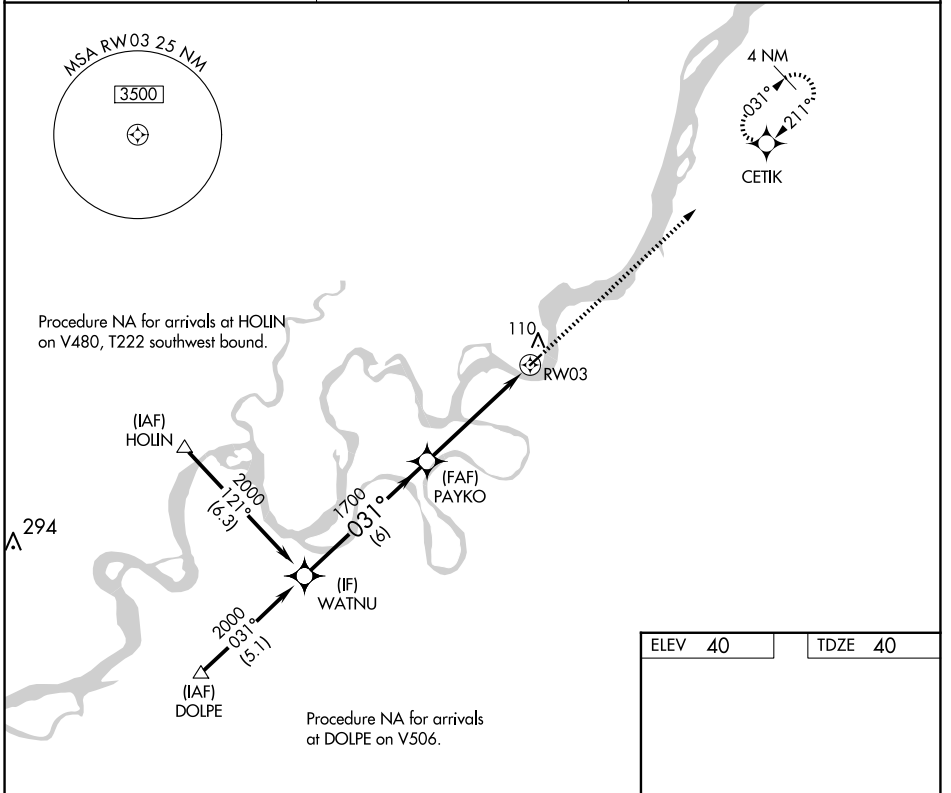 MSA RW03 25 NM
3500
4 NM
031°
211°
CETIK
Procedure NA for arrivals at HOLIN
on V480, T222 southwest bound.
110
RW03
(IAF)
HOLIN
2000
121°
(6.3)
(FAF)
PAYKO
1700
031°
(6)
294
(IF)
WATNU
2000
031°
(5.1)
(IAF)
DOLPE
Procedure NA for arrivals
at DOLPE on V506.
ELEV 40
TDZE 40